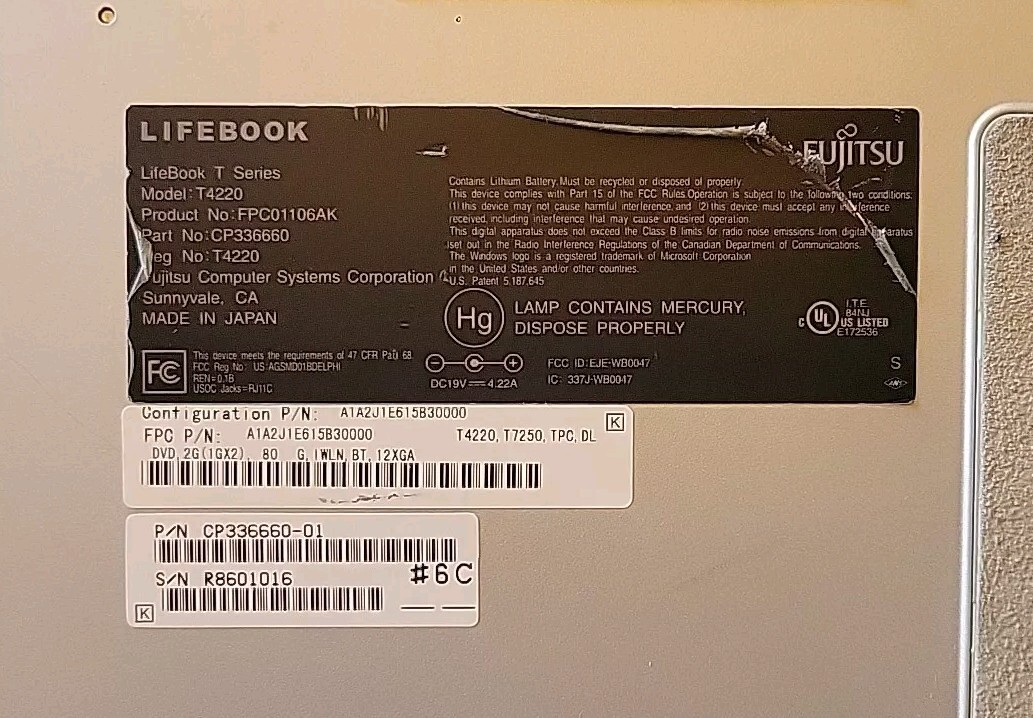 LIFEBOOK
FUJITSU
LifeBook T Series
Model:T4220
Product No:FPC01106AK
Part No:CP336660
eg No:T4220
ujitsu Computer Systems Corporation
Sunnyvale, CA
MADE IN JAPAN
Contains Lithium Battery.Must be recycled or disposed of properly.
This device complies with Part 15 of the FCC Rules.Operation is subject to the following two conditions:
(1) this device may not cause harmful interference, and (2) this device must accept any interference
received, including interference that may cause undesired operation.
This digital apparatus does not exceed the Class B limits for radio noise emissions from digital apparatus
set out in the Radio Interference Regulations of the Canadian Department of Communications.
The Windows logo is a registered trademark of Microsoft Corporation
in the United States and/or other countries.
U.S. Patent 5,187,645
Hg
LAMP CONTAINS MERCURY,
DISPOSE PROPERLY
C UL US LISTED
I.T.E.
84NJ
E172536
FC
This device meets the requirements of 47 CFR Part 68.
FCC Reg No: US:AGSMD01BDELPHI
REN=0.1B
USOC Jacks=RJ11C
DC19V 4.22A
FCC ID:EJE-WB0047
IC: 337J-WB0047
S
Configuration P/N: A1A2J1E615B30000
FPC P/N: A1A2J1E615B30000 T4220, T7250, TPC, DL
DVD, 2G(1GX2), 80 G, IWLN, BT, 12XGA
K
P/N CP336660-01
S/N R8601016
#6C
K